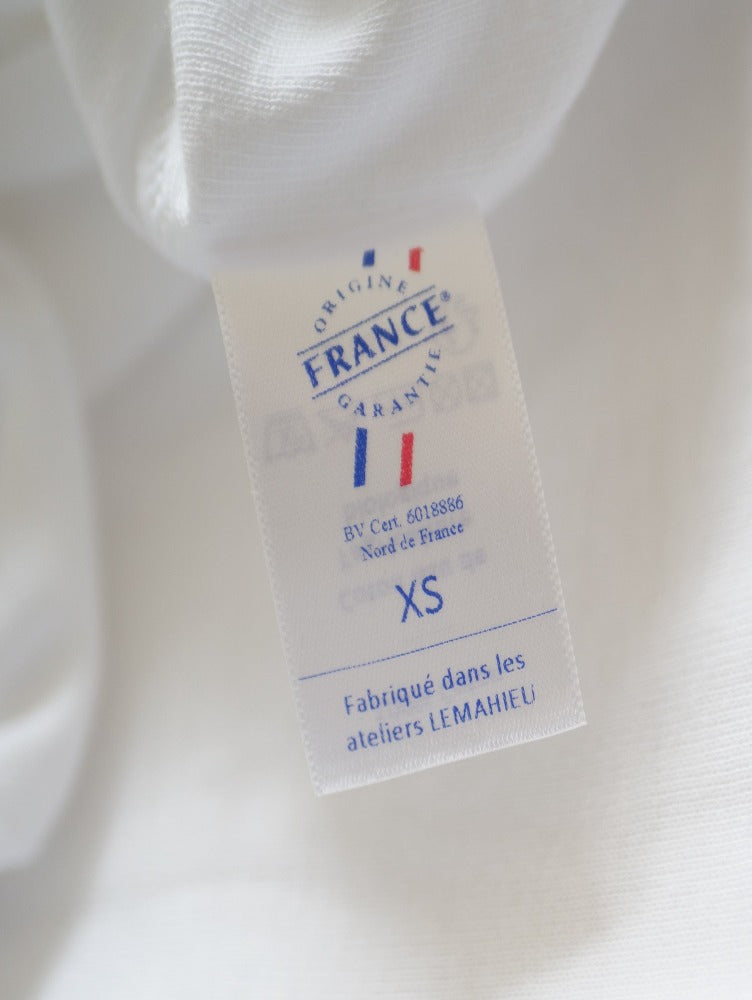 ORIGINE
FRANCE®
GARANTIE
BV Cert. 6018886
Nord de France
XS
Fabriqué dans les
ateliers LEMAHIEU